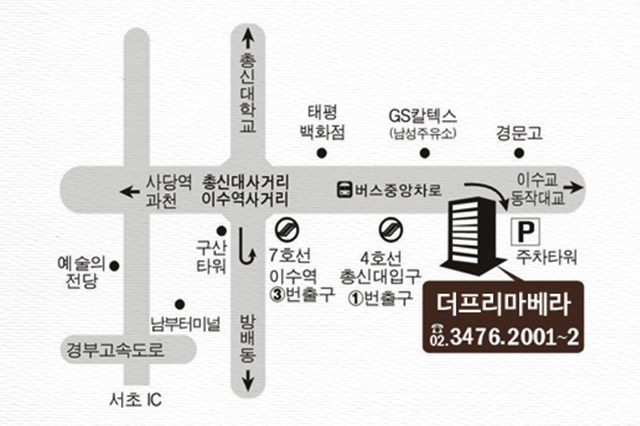 총신대학교
태평
백화점
GS칼텍스
(남성주유소)
경문고
사당역
과천
총신대사거리
이수역사거리
버스중앙차로
이수교
동작대교
구산
타워
7호선
이수역
③번출구
4호선
총신대입구
①번출구
P
주차타워
예술의
전당
남부터미널
방배동
더프리마베라
☎
02.3476.2001~2
경부고속도로
서초 IC